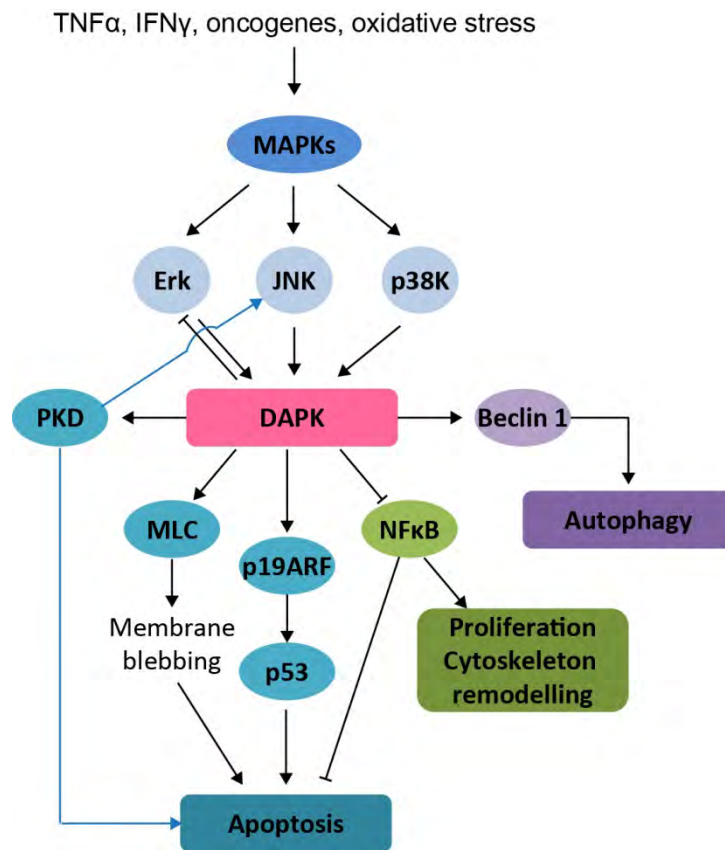 TNFα, IFNγ, oncogenes, oxidative stress
MAPKs
Erk
JNK
p38K
PKD
DAPK
Beclin 1
MLC
NFκB
Autophagy
p19ARF
Membrane
blebbing
p53
Proliferation
Cytoskeleton
remodelling
Apoptosis